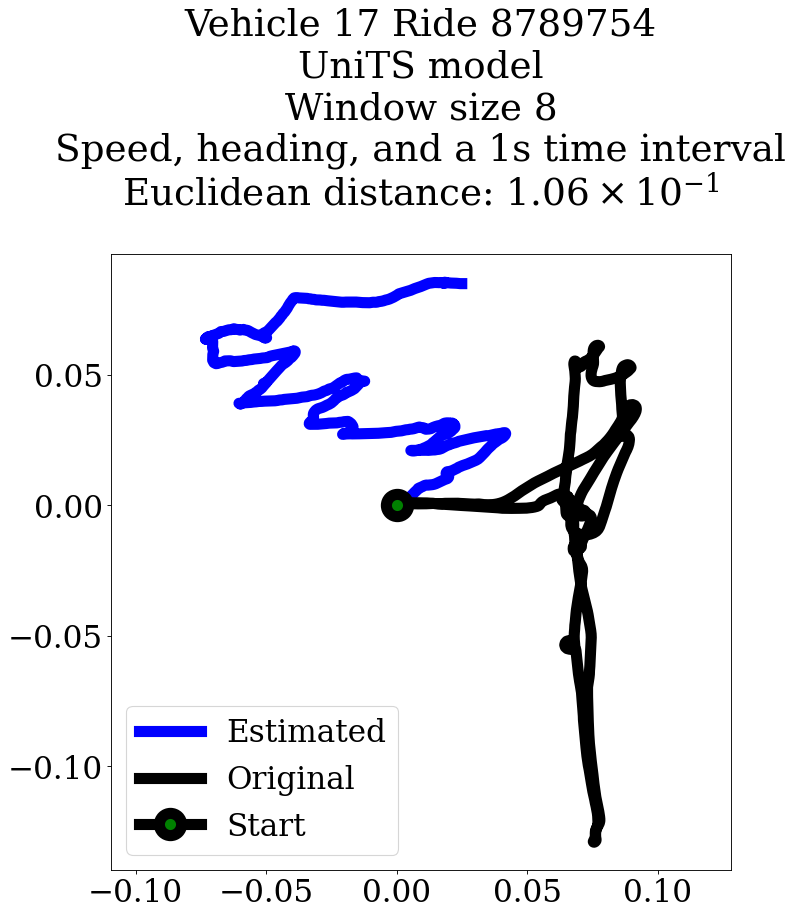 Vehicle 17 Ride 8789754
UniTS model
Window size 8
Speed, heading, and a 1s time interval
Euclidean distance: 1.06 × 10⁻¹
0.05
0.00
−0.05
−0.10
Estimated
Original
Start
−0.10 −0.05 0.00 0.05 0.10